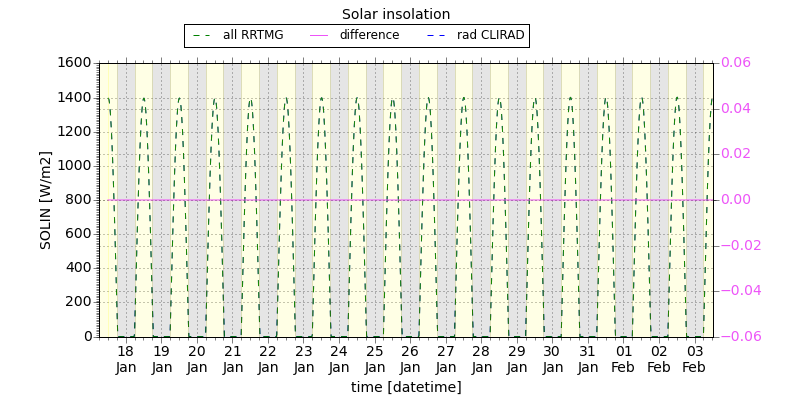 Solar insolation
all RRTMG difference rad CLIRAD
1600
1400
1200
1000
800
600
400
200
0
SOLIN [W/m2]
0.06
0.04
0.02
0.00
−0.02
−0.04
−0.06
18 19 20 21 22 23 24 25 26 27 28 29 30 31 01 02 03
Jan Jan Jan Jan Jan Jan Jan Jan Jan Jan Jan Jan Jan Jan Feb Feb Feb
time [datetime]